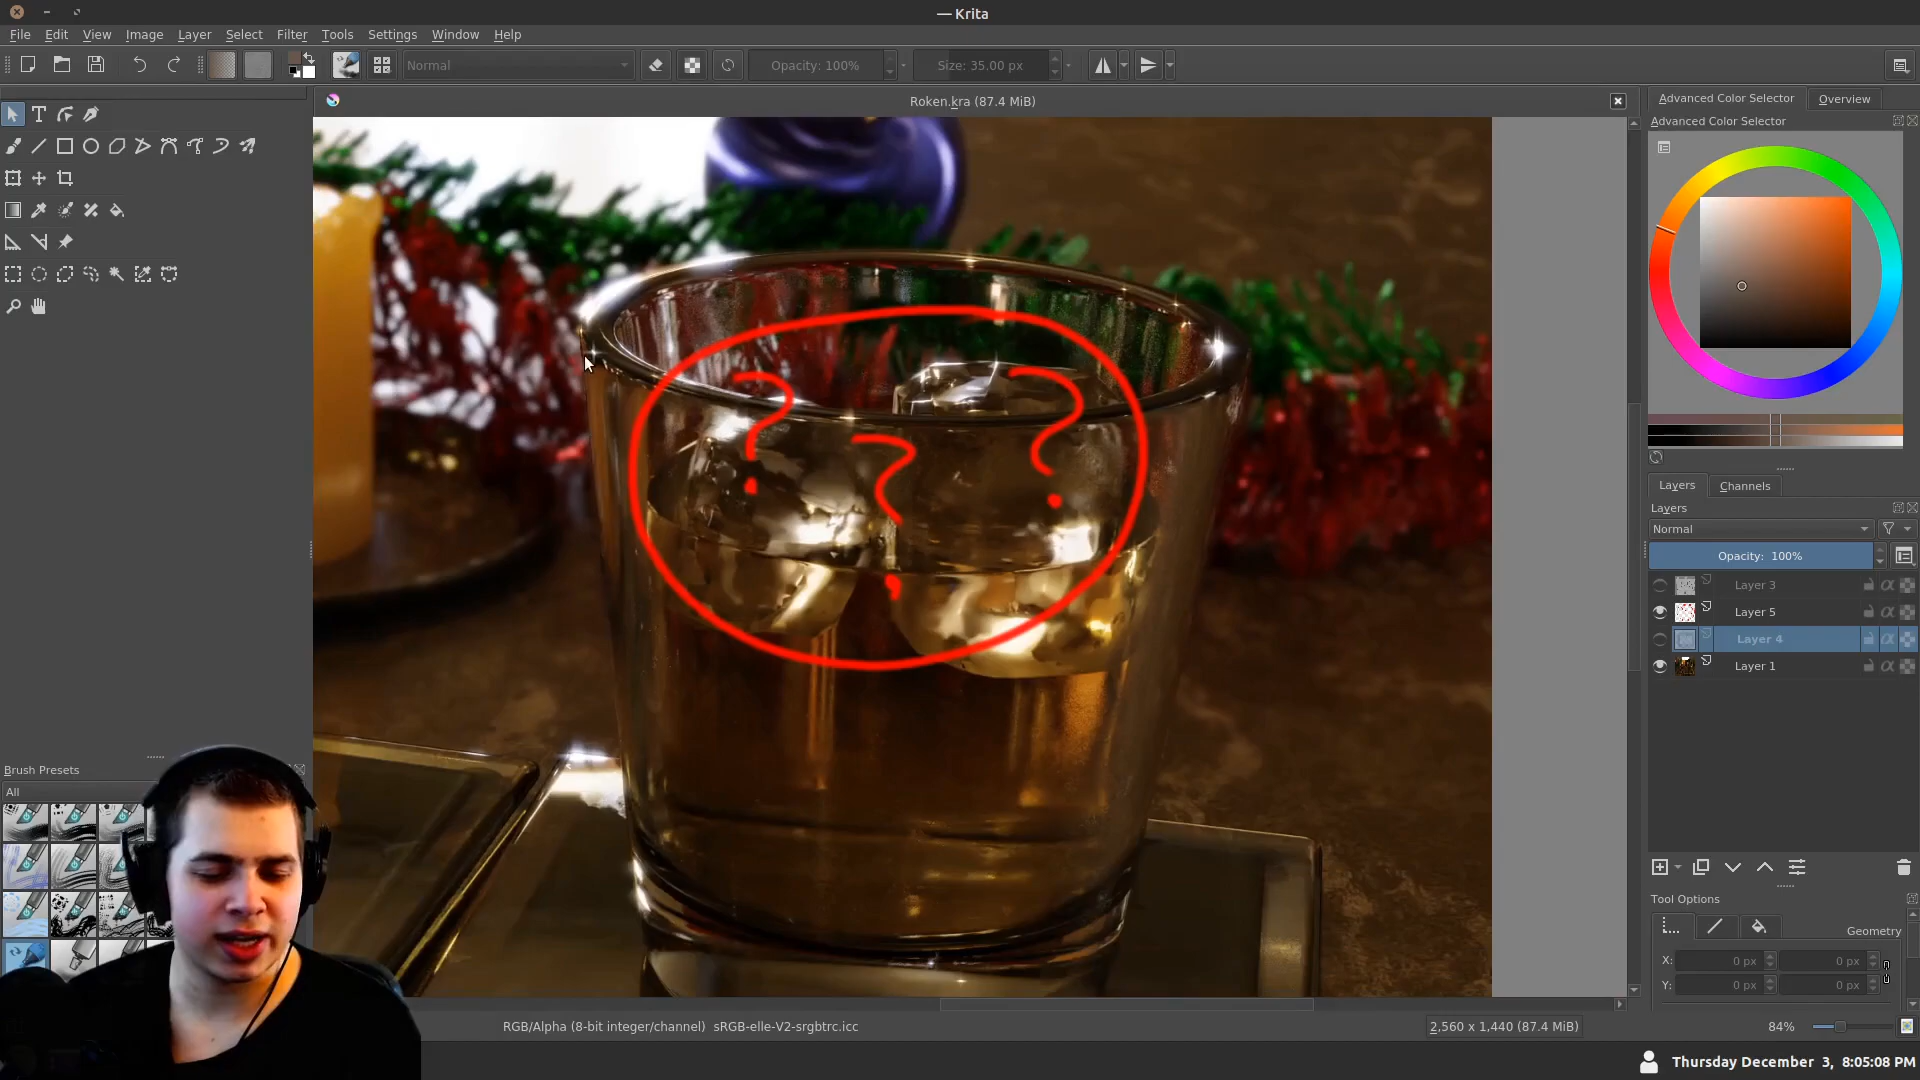 — Krita
File Edit View Image Layer Select Filter Tools Settings Window Help
Normal Opacity: 100% Size: 35.00 px
Roken.kra (87.4 MiB)
Advanced Color Selector Overview
Advanced Color Selector
? ? ?
Layers Channels
Layers
Normal
Opacity: 100%
Layer 3
Layer 5
Layer 4
Layer 1
Brush Presets
All
Tool Options
Geometry
X: 0 px 0 px
Y: 0 px 0 px
RGB/Alpha (8-bit integer/channel) sRGB-elle-V2-srgbtrc.icc
2,560 x 1,440 (87.4 MiB)
84%
Thursday December 3, 8:05:08 PM